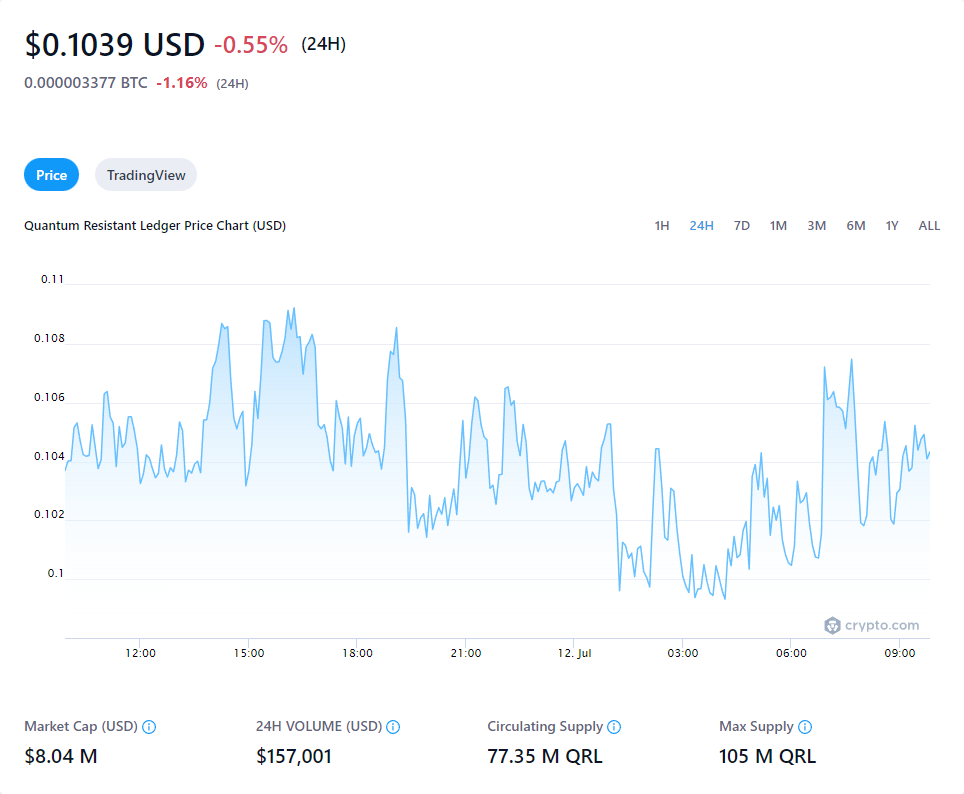 $0.1039 USD -0.55% (24H)
0.000003377 BTC -1.16% (24H)
Price TradingView
Quantum Resistant Ledger Price Chart (USD) 1H 24H 7D 1M 3M 6M 1Y ALL
0.11
0.108
0.106
0.104
0.102
0.1
crypto.com
12:00 15:00 18:00 21:00 12. Jul 03:00 06:00 09:00
Market Cap (USD) 24H VOLUME (USD) Circulating Supply Max Supply
$8.04 M $157,001 77.35 M QRL 105 M QRL